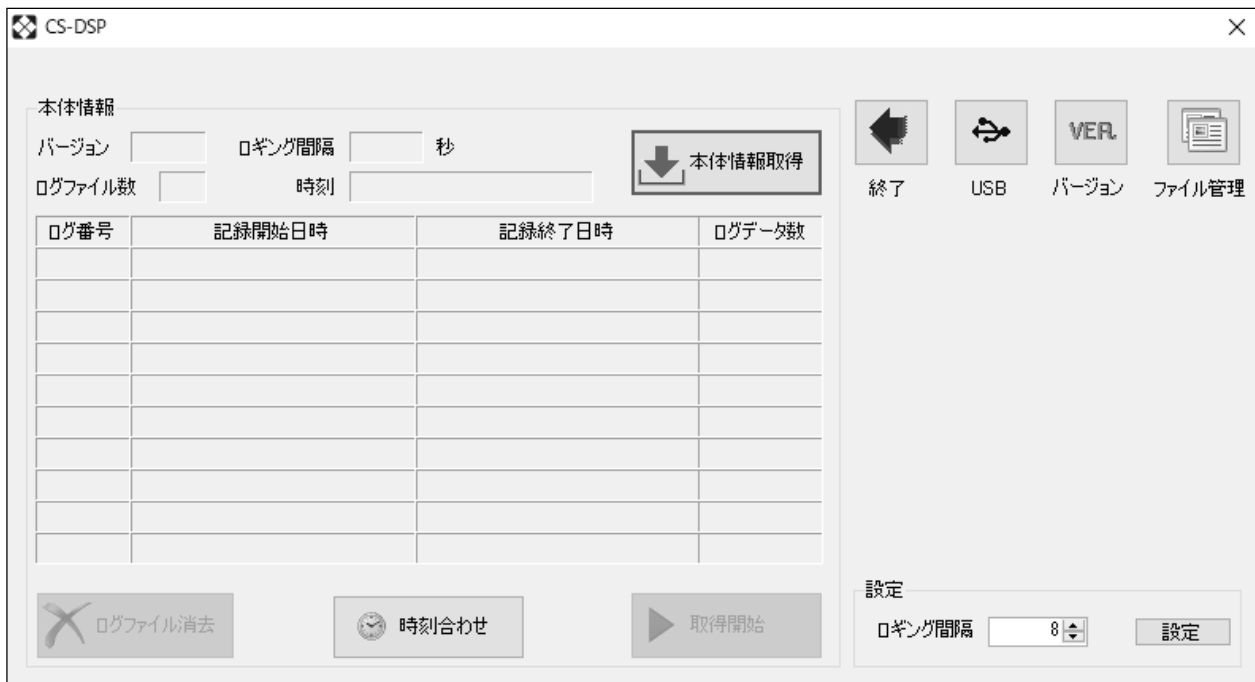 CS-DSP
本体情報
バージョン ロギング間隔 秒
本体情報取得
ログファイル数 時刻
VER.
終了 USB バージョン ファイル管理
ログ番号 記録開始日時 記録終了日時 ログデータ数
ログファイル消去 時刻合わせ 取得開始
設定
ロギング間隔 8 設定